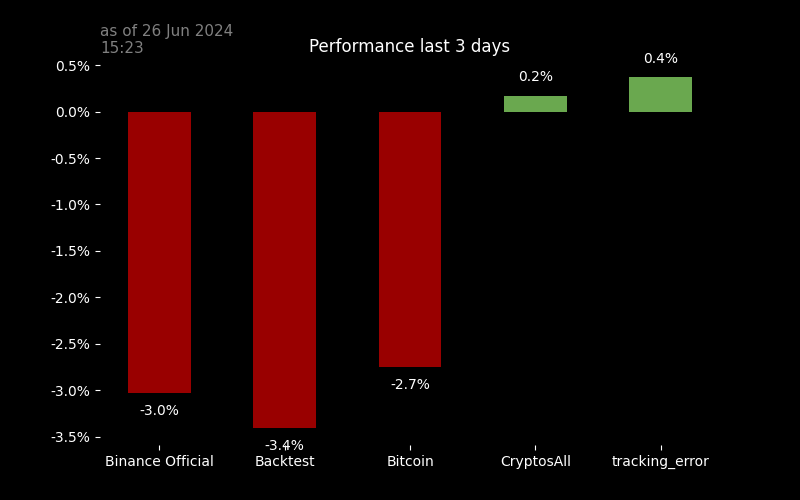 as of 26 Jun 2024
15:23
Performance last 3 days
0.5%
0.0%
-0.5%
-1.0%
-1.5%
-2.0%
-2.5%
-3.0%
-3.5%
-3.0%
-3.4%
-2.7%
0.2%
0.4%
Binance Official
Backtest
Bitcoin
CryptosAll
tracking_error